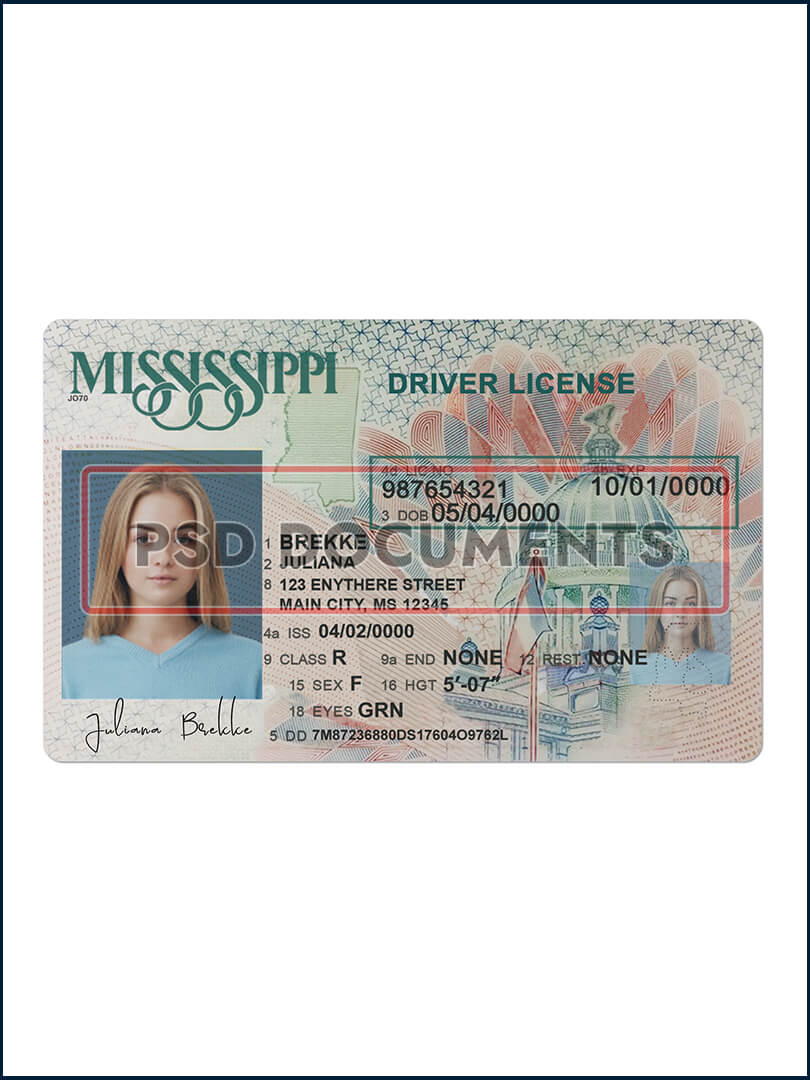 MISSISSIPPI
JO70
DRIVER LICENSE
4d LIC NO 4b EXP
987654321 10/01/0000
3 DOB 05/04/0000
PSD DOCUMENTS
1 BREKKE
2 JULIANA
8 123 ENYTHERE STREET
MAIN CITY, MS 12345
4a ISS 04/02/0000
9 CLASS R 9a END NONE 12 REST NONE
15 SEX F 16 HGT 5'-07"
18 EYES GRN
5 DD 7M87236880DS17604O9762L
Juliana Brekke